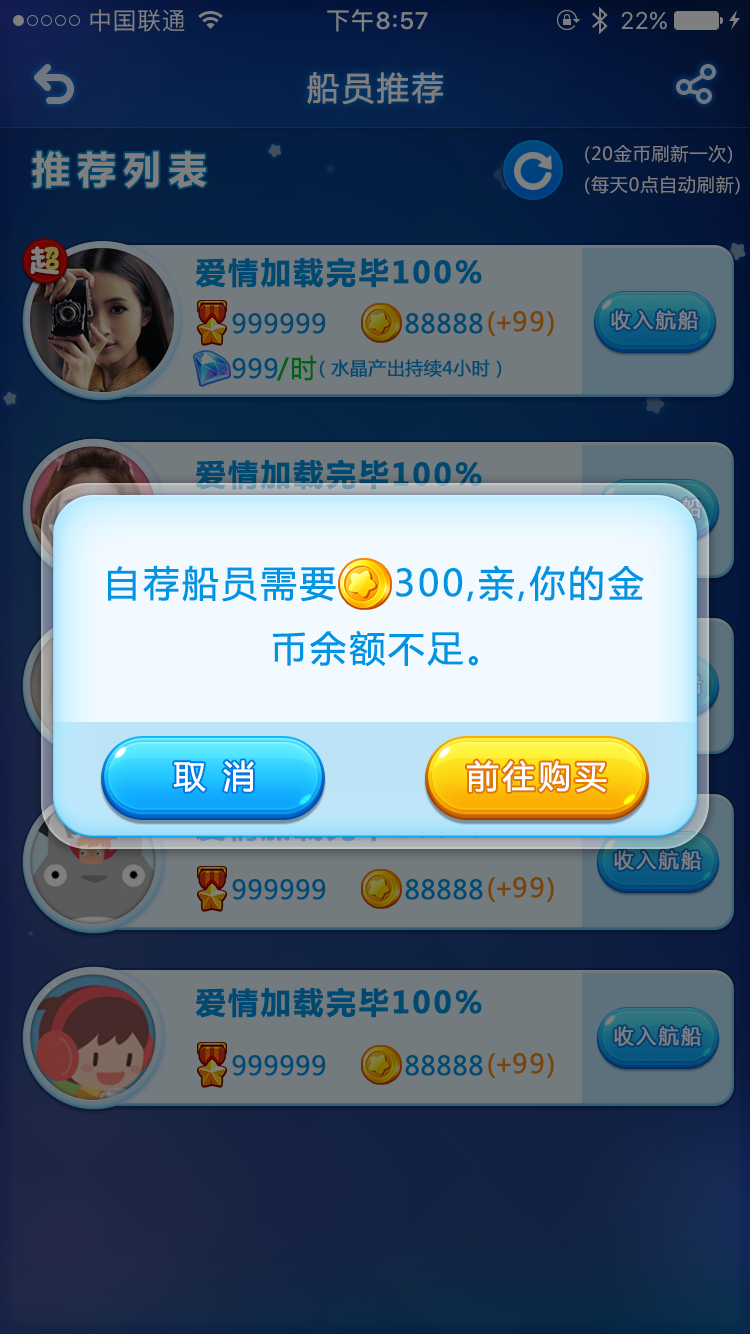 中国联通 下午8:57 22%
船员推荐
推荐列表
(20金币刷新一次)
(每天0点自动刷新)
超
爱情加载完毕100%
999999 88888(+99)
收入航船
999/时(水晶产出持续4小时)
爱情加载完毕100%
船
自荐船员需要300,亲,你的金
币余额不足。
取 消 前往购买
999999 88888(+99)
收入航船
爱情加载完毕100%
999999 88888(+99)
收入航船